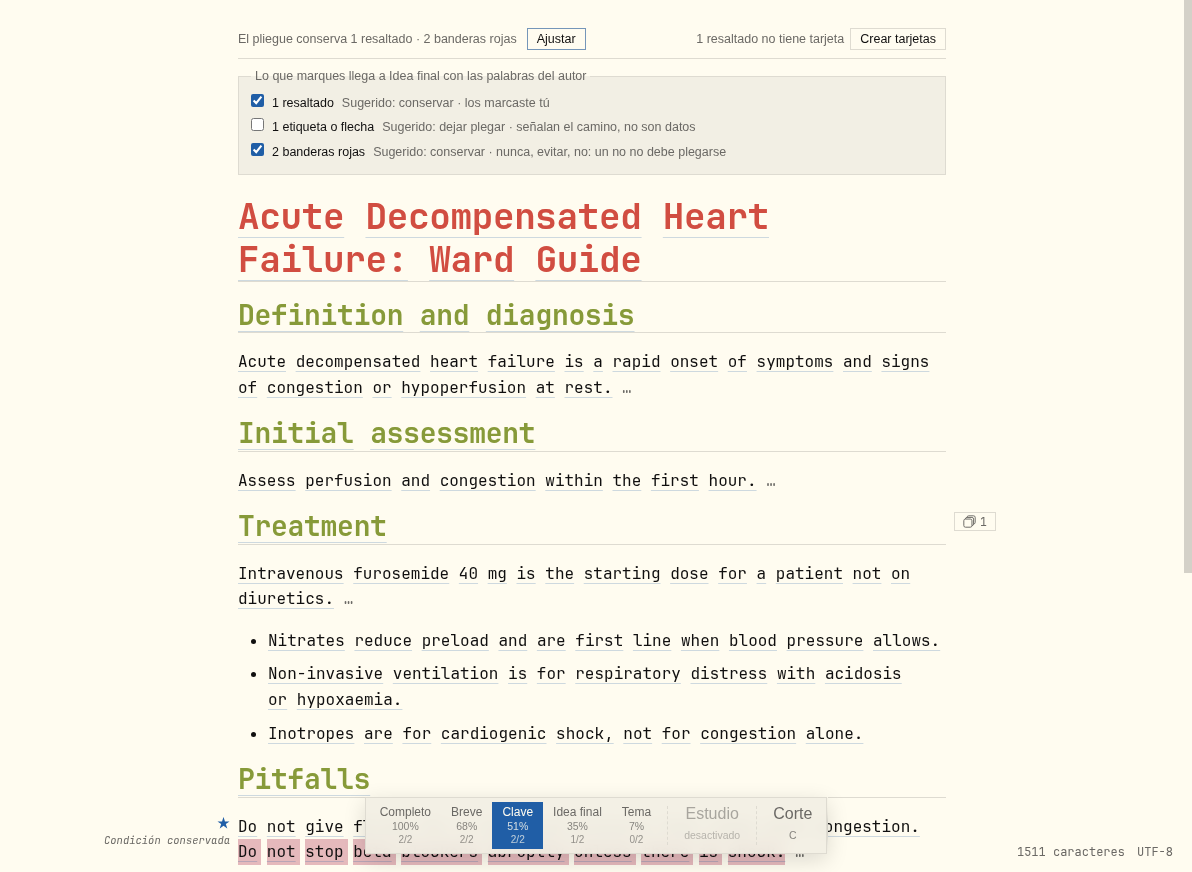 El pliegue conserva 1 resaltado · 2 banderas rojas Ajustar 1 resaltado no tiene tarjeta Crear tarjetas
Lo que marques llega a Idea final con las palabras del autor
1 resaltado Sugerido: conservar · los marcaste tú
1 etiqueta o flecha Sugerido: dejar plegar · señalan el camino, no son datos
2 banderas rojas Sugerido: conservar · nunca, evitar, no: un no no debe plegarse
Acute Decompensated Heart
Failure: Ward Guide
Definition and diagnosis
Acute decompensated heart failure is a rapid onset of symptoms and signs
of congestion or hypoperfusion at rest. …
Initial assessment
Assess perfusion and congestion within the first hour. …
Treatment
1
Intravenous furosemide 40 mg is the starting dose for a patient not on
diuretics. …
• Nitrates reduce preload and are first line when blood pressure allows.
• Non-invasive ventilation is for respiratory distress with acidosis
or hypoxaemia.
• Inotropes are for cardiogenic shock, not for congestion alone.
Pitfalls
Completo Breve Clave Idea final Tema Estudio Corte
100% 68% 51% 35% 7% desactivado C
2/2 2/2 2/2 1/2 0/2
★
Condición conservada
Do not give
Do not stop beta blockers abruptly unless there is shock. …
1511 caracteres UTF-8